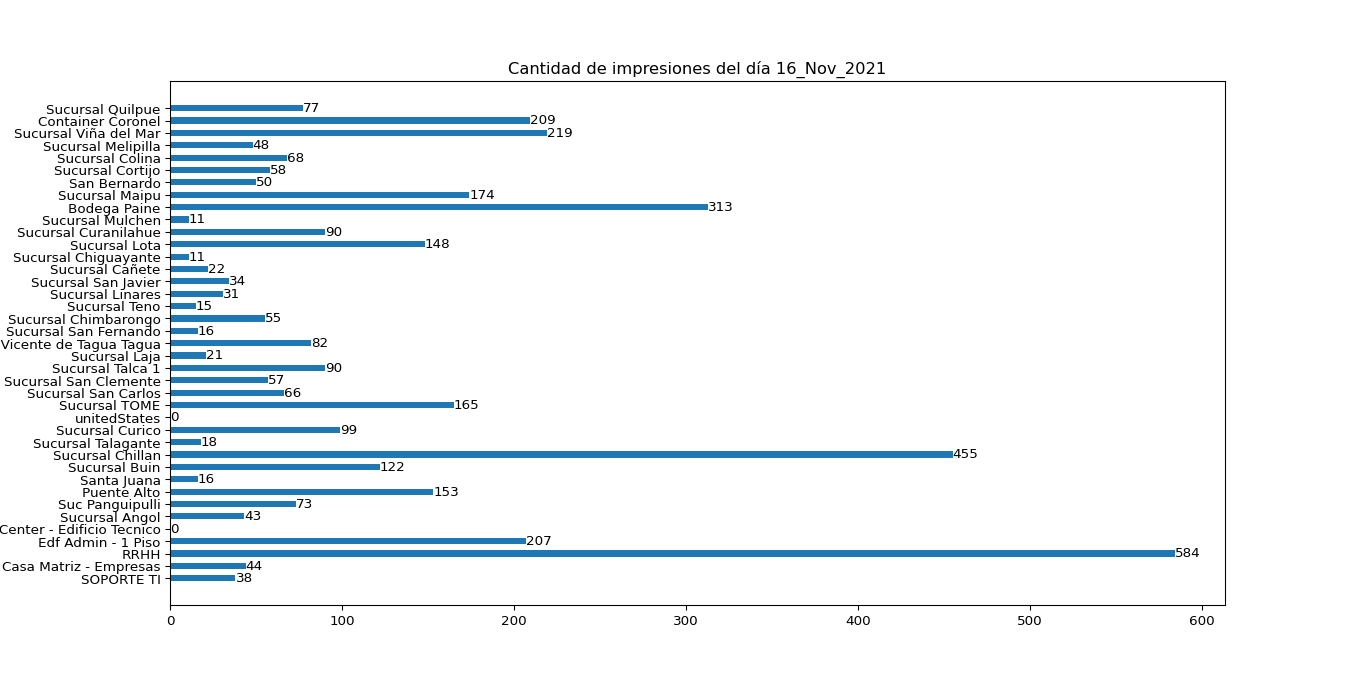 Cantidad de impresiones del día 16_Nov_2021
Sucursal Quilpue 77
Container Coronel 209
Sucursal Viña del Mar 219
Sucursal Melipilla 48
Sucursal Colina 68
Sucursal Cortijo 58
San Bernardo 50
Sucursal Maipu 174
Bodega Paine 313
Sucursal Mulchen 11
Sucursal Curanilahue 90
Sucursal Lota 148
Sucursal Chiguayante 11
Sucursal Cañete 22
Sucursal San Javier 34
Sucursal Linares 31
Sucursal Teno 15
Sucursal Chimbarongo 55
Sucursal San Fernando 16
Vicente de Tagua Tagua 82
Sucursal Laja 21
Sucursal Talca 1 90
Sucursal San Clemente 57
Sucursal San Carlos 66
Sucursal TOME 165
unitedStates 0
Sucursal Curico 99
Sucursal Talagante 18
Sucursal Chillan 455
Sucursal Buin 122
Santa Juana 16
Puente Alto 153
Suc Panguipulli 73
Sucursal Angol 43
Center - Edificio Tecnico 0
Edf Admin - 1 Piso 207
RRHH 584
Casa Matriz - Empresas 44
SOPORTE TI 38
0 100 200 300 400 500 600